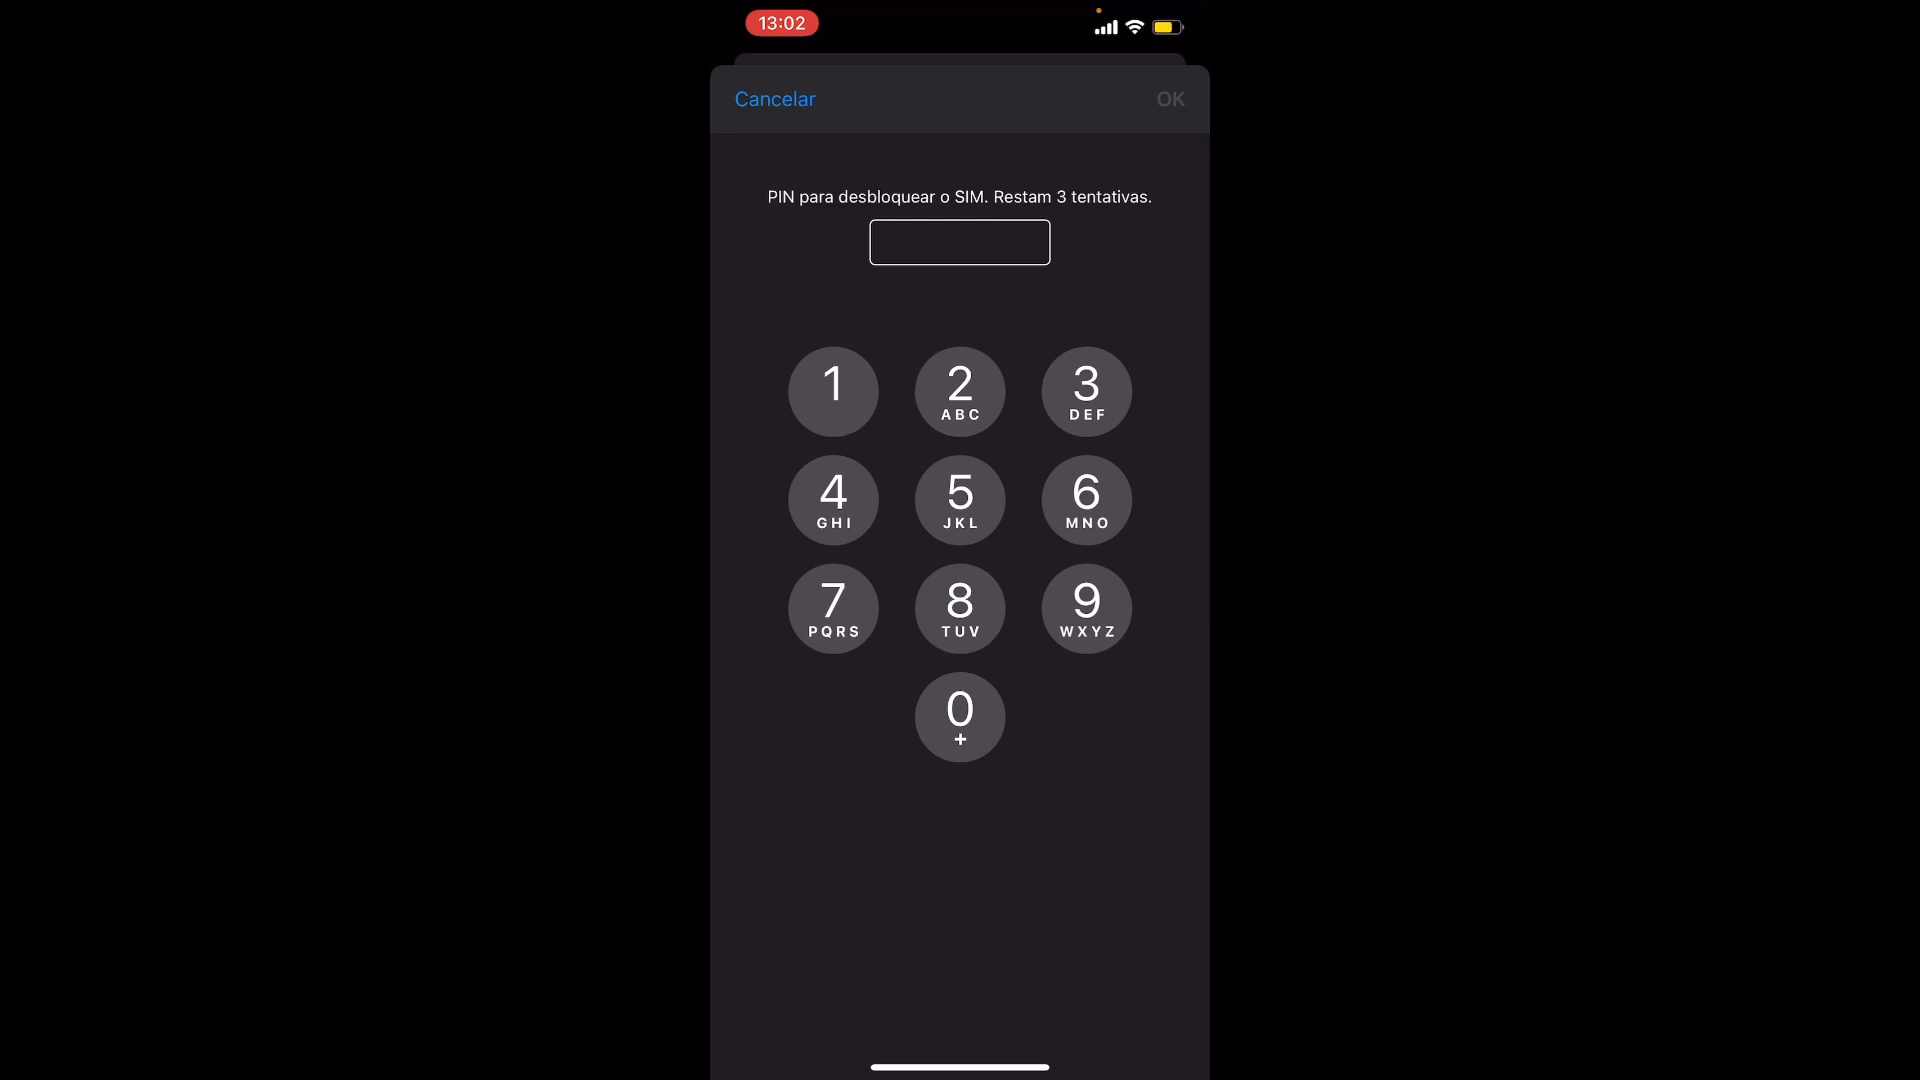 13:02
Cancelar
OK
PIN para desbloquear o SIM. Restam 3 tentativas.
1
2
ABC
3
DEF
4
GHI
5
JKL
6
MNO
7
PQRS
8
TUV
9
WXYZ
0
+